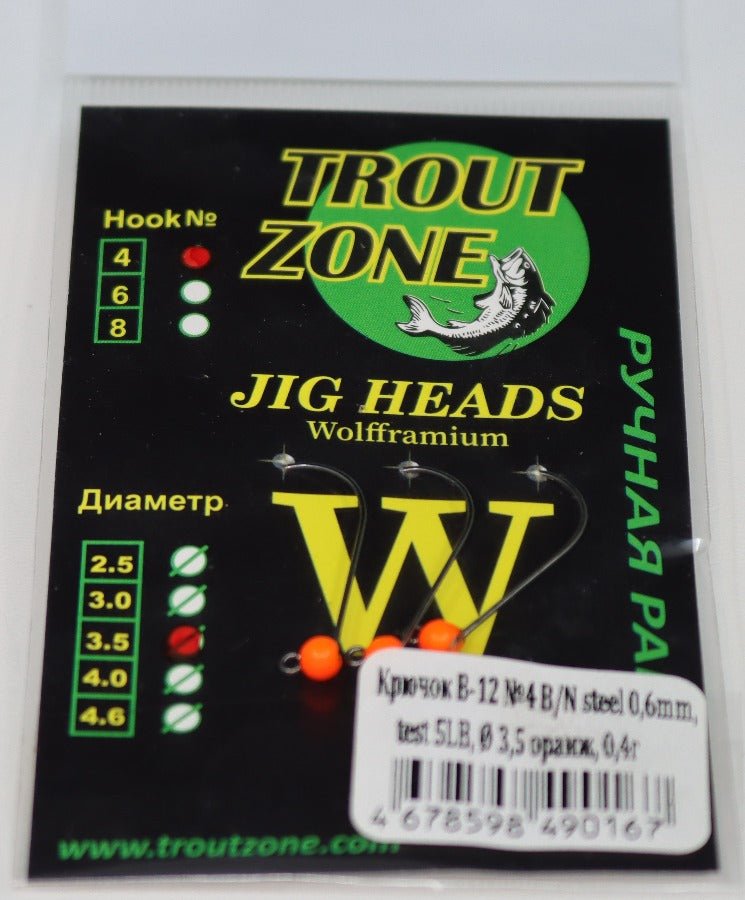 TROUT
ZONE
Hook№
4
6
8
JIG HEADS
Wolfframium
Диаметр
2.5
3.0
3.5
4.0
4.6
W
РУЧНАЯ РА
Крючок B-12 №4 B/N steel 0,6mm,
test 5LB, Ø 3,5 оранж, 0,4г
4 678598 490167
www.troutzone.com